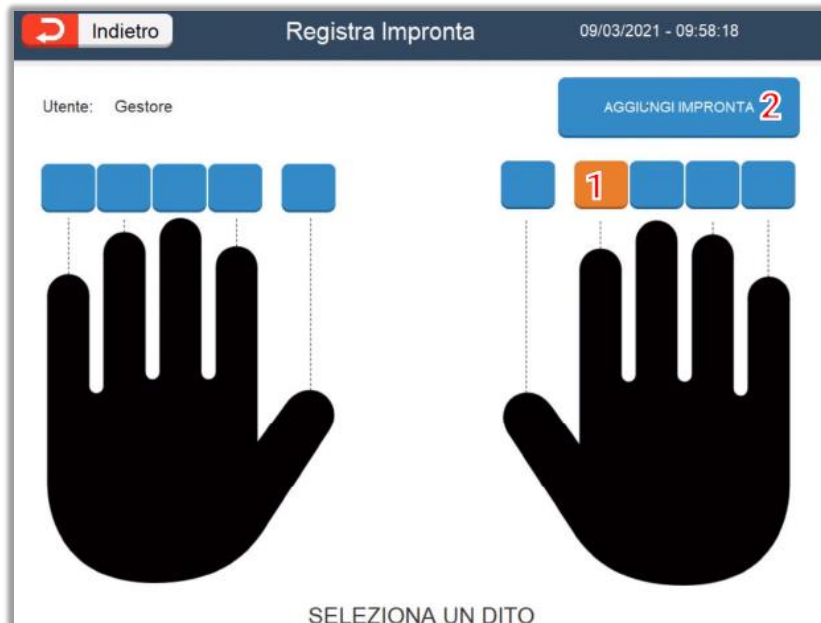 Indietro
Registra Impronta
09/03/2021 - 09:58:18
Utente: Gestore
AGGIUNGI IMPRONTA 2
1
SELEZIONA UN DITO